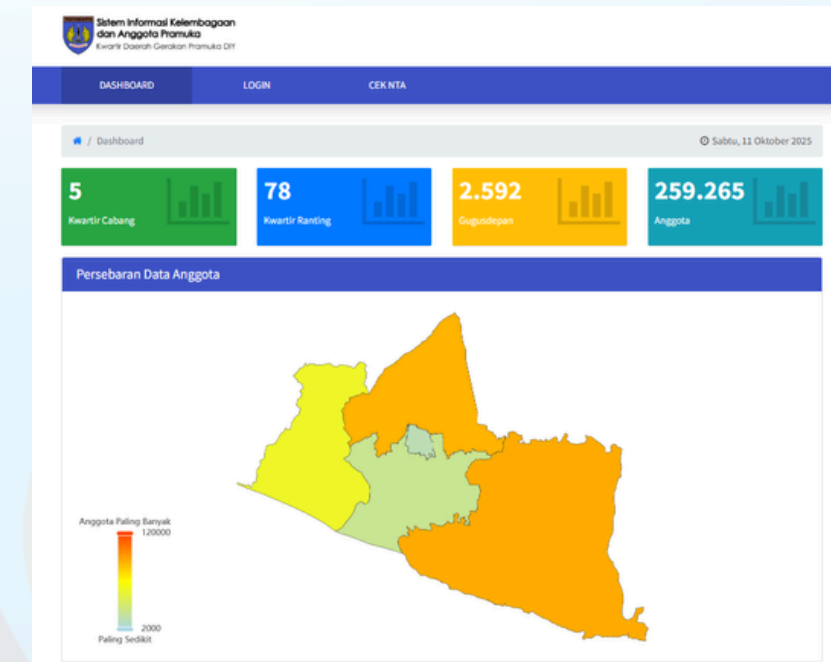 Sistem Informasi Kelembagaan
dan Anggota Pramuka
Kwartir Daerah Gerakan Pramuka DIY
DASHBOARD
LOGIN
CEK NTA
/ Dashboard
Sabtu, 11 Oktober 2025
5
Kwartir Cabang
78
Kwartir Ranting
2.592
Gugusdepan
259.265
Anggota
Persebaran Data Anggota
Anggota Paling Banyak
120000
2000
Paling Sedikit